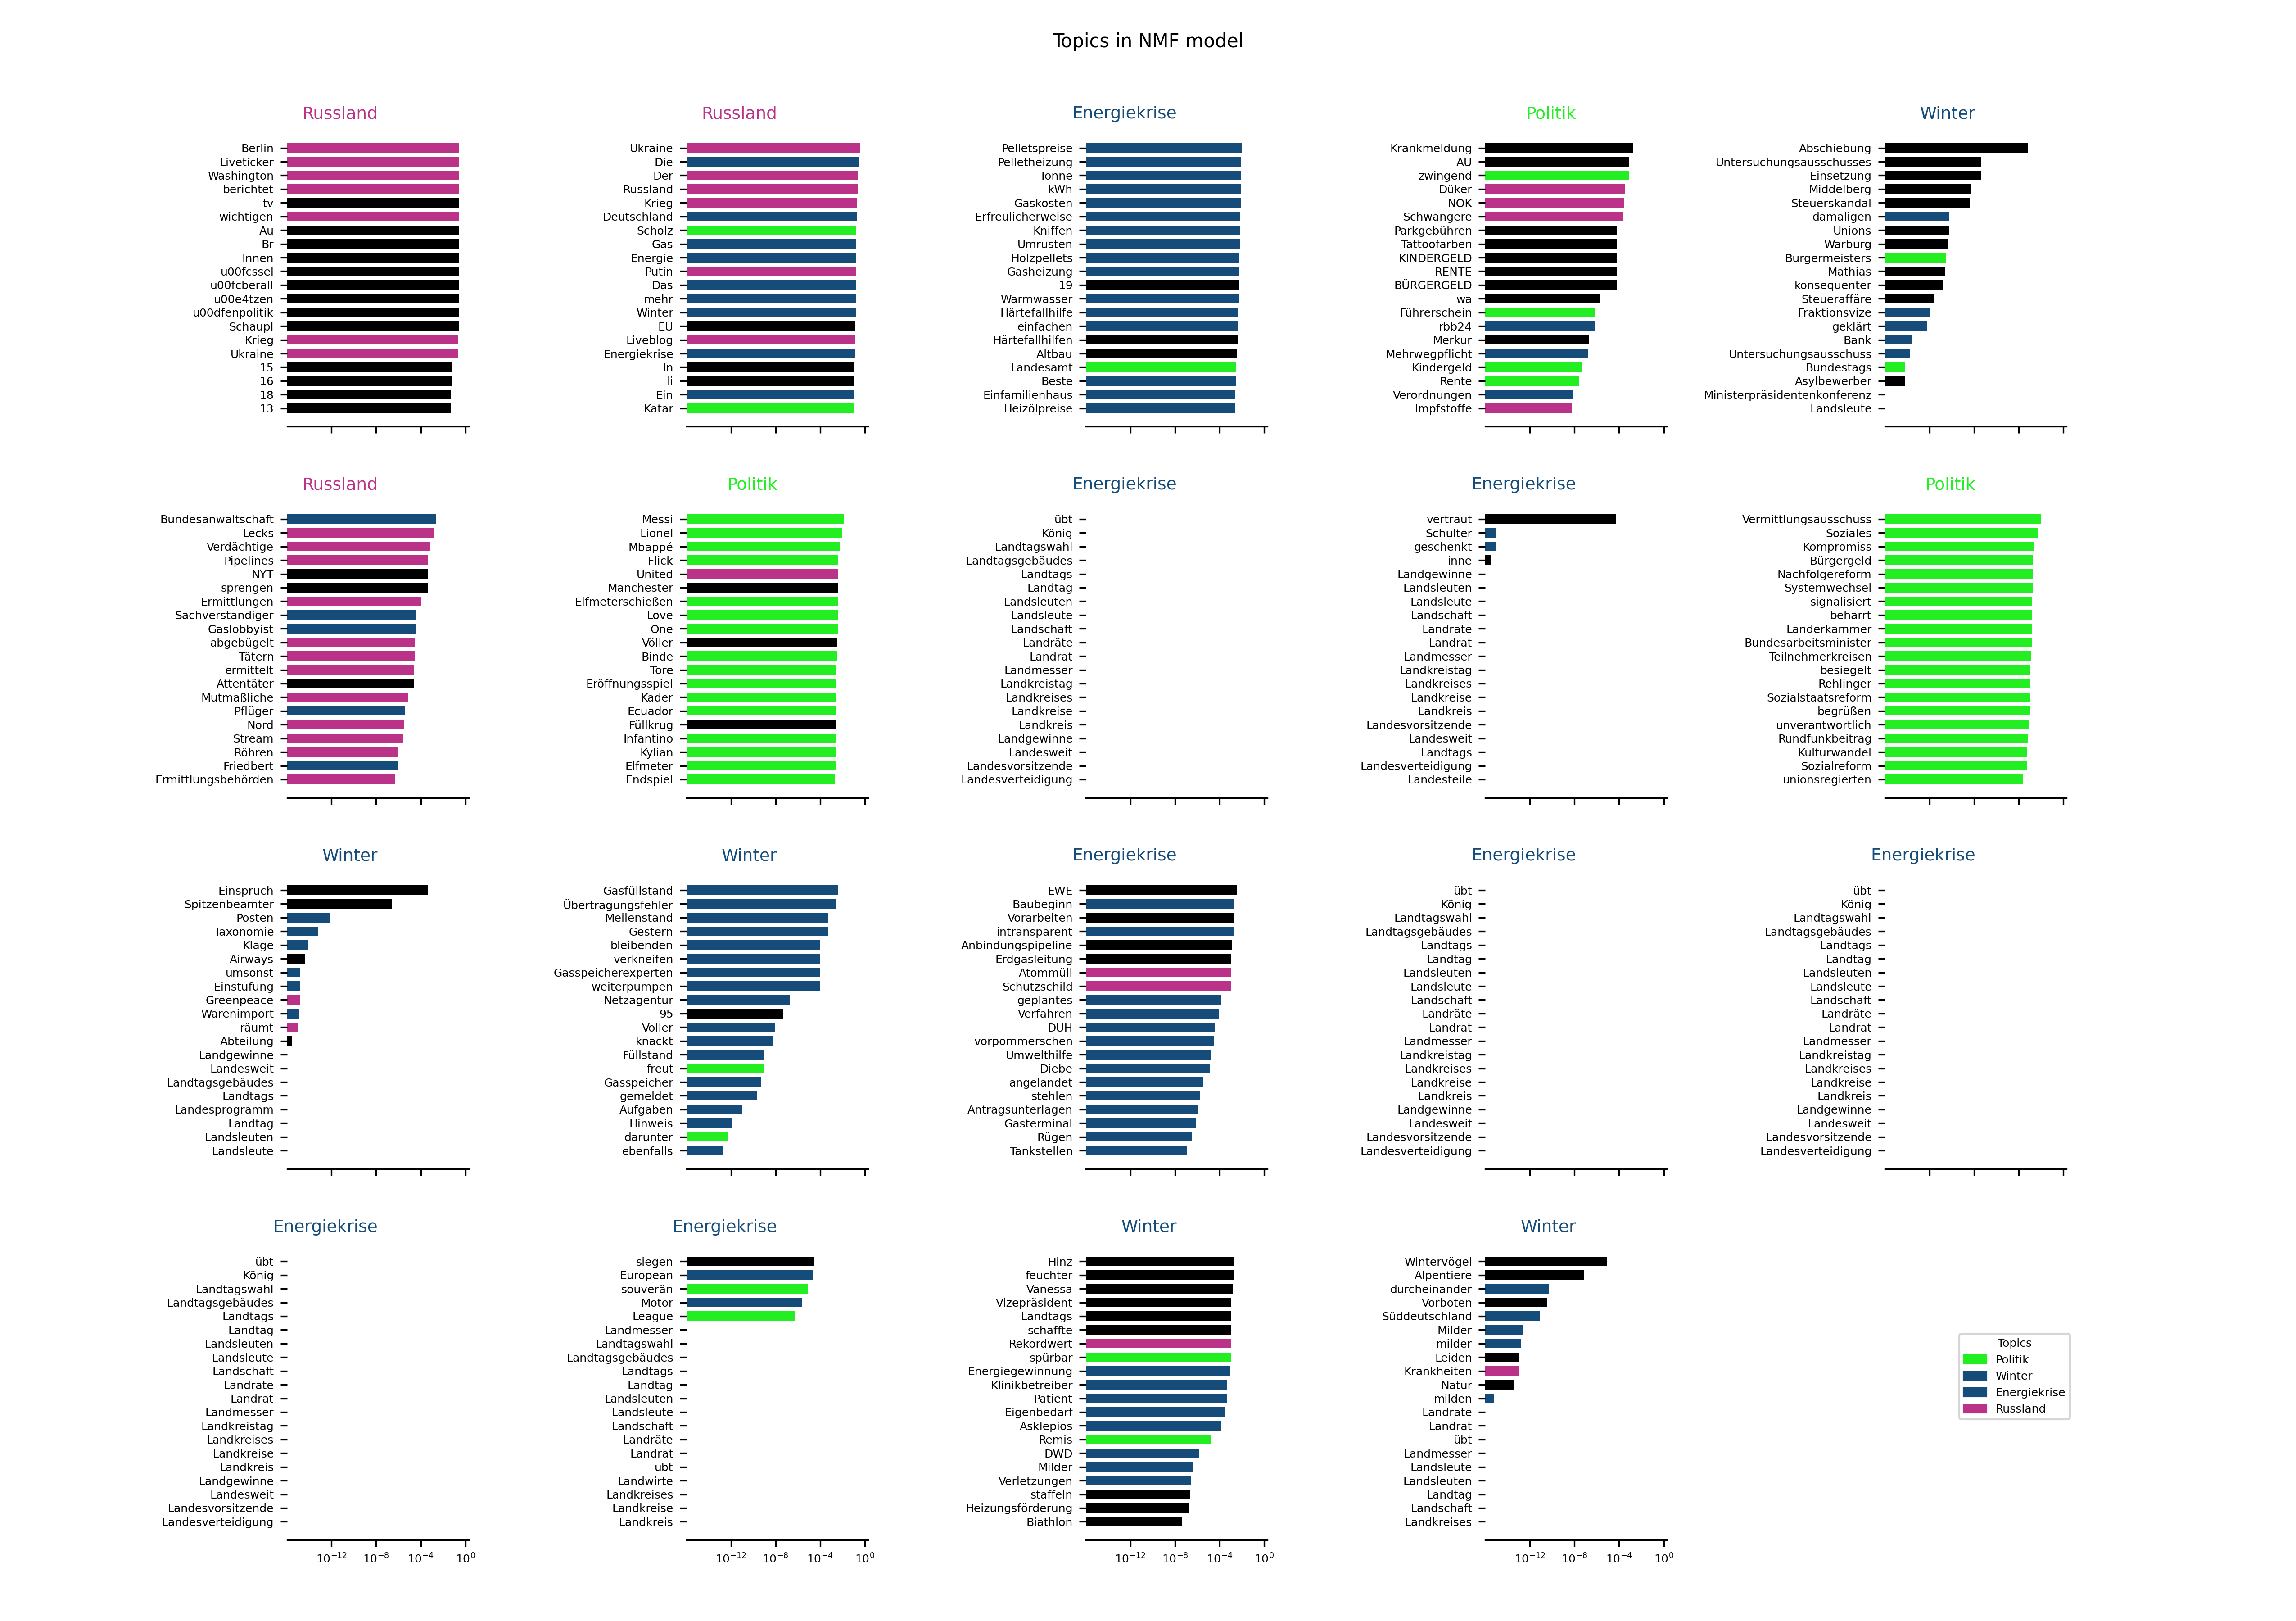 Topics in NMF model
Russland
Berlin
Liveticker
Washington
berichtet
tv
wichtigen
Au
Br
Innen
u00fcssel
u00fcberall
u00e4tzen
u00dfenpolitik
Schaupl
Krieg
Ukraine
15
16
18
13
Russland
Ukraine
Die
Der
Russland
Krieg
Deutschland
Scholz
Gas
Energie
Putin
Das
mehr
Winter
EU
Liveblog
Energiekrise
In
li
Ein
Katar
Energiekrise
Pelletspreise
Pelletheizung
Tonne
kWh
Gaskosten
Erfreulicherweise
Kniffen
Umrüsten
Holzpellets
Gasheizung
19
Warmwasser
Härtefallhilfe
einfachen
Härtefallhilfen
Altbau
Landesamt
Beste
Einfamilienhaus
Heizölpreise
Politik
Krankmeldung
AU
zwingend
Düker
NOK
Schwangere
Parkgebühren
Tattoofarben
KINDERGELD
RENTE
BÜRGERGELD
wa
Führerschein
rbb24
Merkur
Mehrwegpflicht
Kindergeld
Rente
Verordnungen
Impfstoffe
Winter
Abschiebung
Untersuchungsausschusses
Einsetzung
Middelberg
Steuerskandal
damaligen
Unions
Warburg
Bürgermeisters
Mathias
konsequenter
Steueraffäre
Fraktionsvize
geklärt
Bank
Untersuchungsausschuss
Bundestags
Asylbewerber
Ministerpräsidentenkonferenz
Landsleute
Russland
Bundesanwaltschaft
Lecks
Verdächtige
Pipelines
NYT
sprengen
Ermittlungen
Sachverständiger
Gaslobbyist
abgebügelt
Tätern
ermittelt
Attentäter
Mutmaßliche
Pflüger
Nord
Stream
Röhren
Friedbert
Ermittlungsbehörden
Politik
Messi
Lionel
Mbappé
Flick
United
Manchester
Elfmeterschießen
Love
One
Völler
Binde
Tore
Eröffnungsspiel
Kader
Ecuador
Füllkrug
Infantino
Kylian
Elfmeter
Endspiel
Energiekrise
übt
König
Landtagswahl
Landtagsgebäudes
Landtags
Landtag
Landsleuten
Landsleute
Landschaft
Landräte
Landrat
Landmesser
Landkreistag
Landkreises
Landkreise
Landkreis
Landgewinne
Landesweit
Landesvorsitzende
Landesverteidigung
Energiekrise
vertraut
Schulter
geschenkt
inne
Landgewinne
Landsleuten
Landsleute
Landschaft
Landräte
Landrat
Landmesser
Landkreistag
Landkreises
Landkreise
Landkreis
Landesvorsitzende
Landesweit
Landtags
Landesverteidigung
Landesteile
Politik
Vermittlungsausschuss
Soziales
Kompromiss
Bürgergeld
Nachfolgereform
Systemwechsel
signalisiert
beharrt
Länderkammer
Bundesarbeitsminister
Teilnehmerkreisen
besiegelt
Rehlinger
Sozialstaatsreform
begrüßen
unverantwortlich
Rundfunkbeitrag
Kulturwandel
Sozialreform
unionsregierten
Winter
Einspruch
Spitzenbeamter
Posten
Taxonomie
Klage
Airways
umsonst
Einstufung
Greenpeace
Warenimport
räumt
Abteilung
Landgewinne
Landesweit
Landtagsgebäudes
Landtags
Landesprogramm
Landtag
Landsleuten
Landsleute
Winter
Gasfüllstand
Übertragungsfehler
Meilenstand
Gestern
bleibenden
verkneifen
Gasspeicherexperten
weiterpumpen
Netzagentur
95
Voller
knackt
Füllstand
freut
Gasspeicher
gemeldet
Aufgaben
Hinweis
darunter
ebenfalls
Energiekrise
EWE
Baubeginn
Vorarbeiten
intransparent
Anbindungspipeline
Erdgasleitung
Atommüll
Schutzschild
geplantes
Verfahren
DUH
vorpommerschen
Umwelthilfe
Diebe
angelandet
stehlen
Antragsunterlagen
Gasterminal
Rügen
Tankstellen
Energiekrise
übt
König
Landtagswahl
Landtagsgebäudes
Landtags
Landtag
Landsleuten
Landsleute
Landschaft
Landräte
Landrat
Landmesser
Landkreistag
Landkreises
Landkreise
Landkreis
Landgewinne
Landesweit
Landesvorsitzende
Landesverteidigung
Energiekrise
übt
König
Landtagswahl
Landtagsgebäudes
Landtags
Landtag
Landsleuten
Landsleute
Landschaft
Landräte
Landrat
Landmesser
Landkreistag
Landkreises
Landkreise
Landkreis
Landgewinne
Landesweit
Landesvorsitzende
Landesverteidigung
Energiekrise
übt
König
Landtagswahl
Landtagsgebäudes
Landtags
Landtag
Landsleuten
Landsleute
Landschaft
Landräte
Landrat
Landmesser
Landkreistag
Landkreises
Landkreise
Landkreis
Landgewinne
Landesweit
Landesvorsitzende
Landesverteidigung
10⁻¹² 10⁻⁸ 10⁻⁴ 10⁰
Energiekrise
siegen
European
souverän
Motor
League
Landmesser
Landtagswahl
Landtagsgebäudes
Landtags
Landtag
Landsleuten
Landsleute
Landschaft
Landräte
Landrat
übt
Landwirte
Landkreises
Landkreise
Landkreis
10⁻¹² 10⁻⁸ 10⁻⁴ 10⁰
Winter
Hinz
feuchter
Vanessa
Vizepräsident
Landtags
schaffte
Rekordwert
spürbar
Energiegewinnung
Klinikbetreiber
Patient
Eigenbedarf
Asklepios
Remis
DWD
Milder
Verletzungen
staffeln
Heizungsförderung
Biathlon
10⁻¹² 10⁻⁸ 10⁻⁴ 10⁰
Winter
Wintervögel
Alpentiere
durcheinander
Vorboten
Süddeutschland
Milder
milder
Leiden
Krankheiten
Natur
milden
Landräte
Landrat
übt
Landmesser
Landsleute
Landsleuten
Landtag
Landschaft
Landkreises
10⁻¹² 10⁻⁸ 10⁻⁴ 10⁰
Topics
Politik
Winter
Energiekrise
Russland